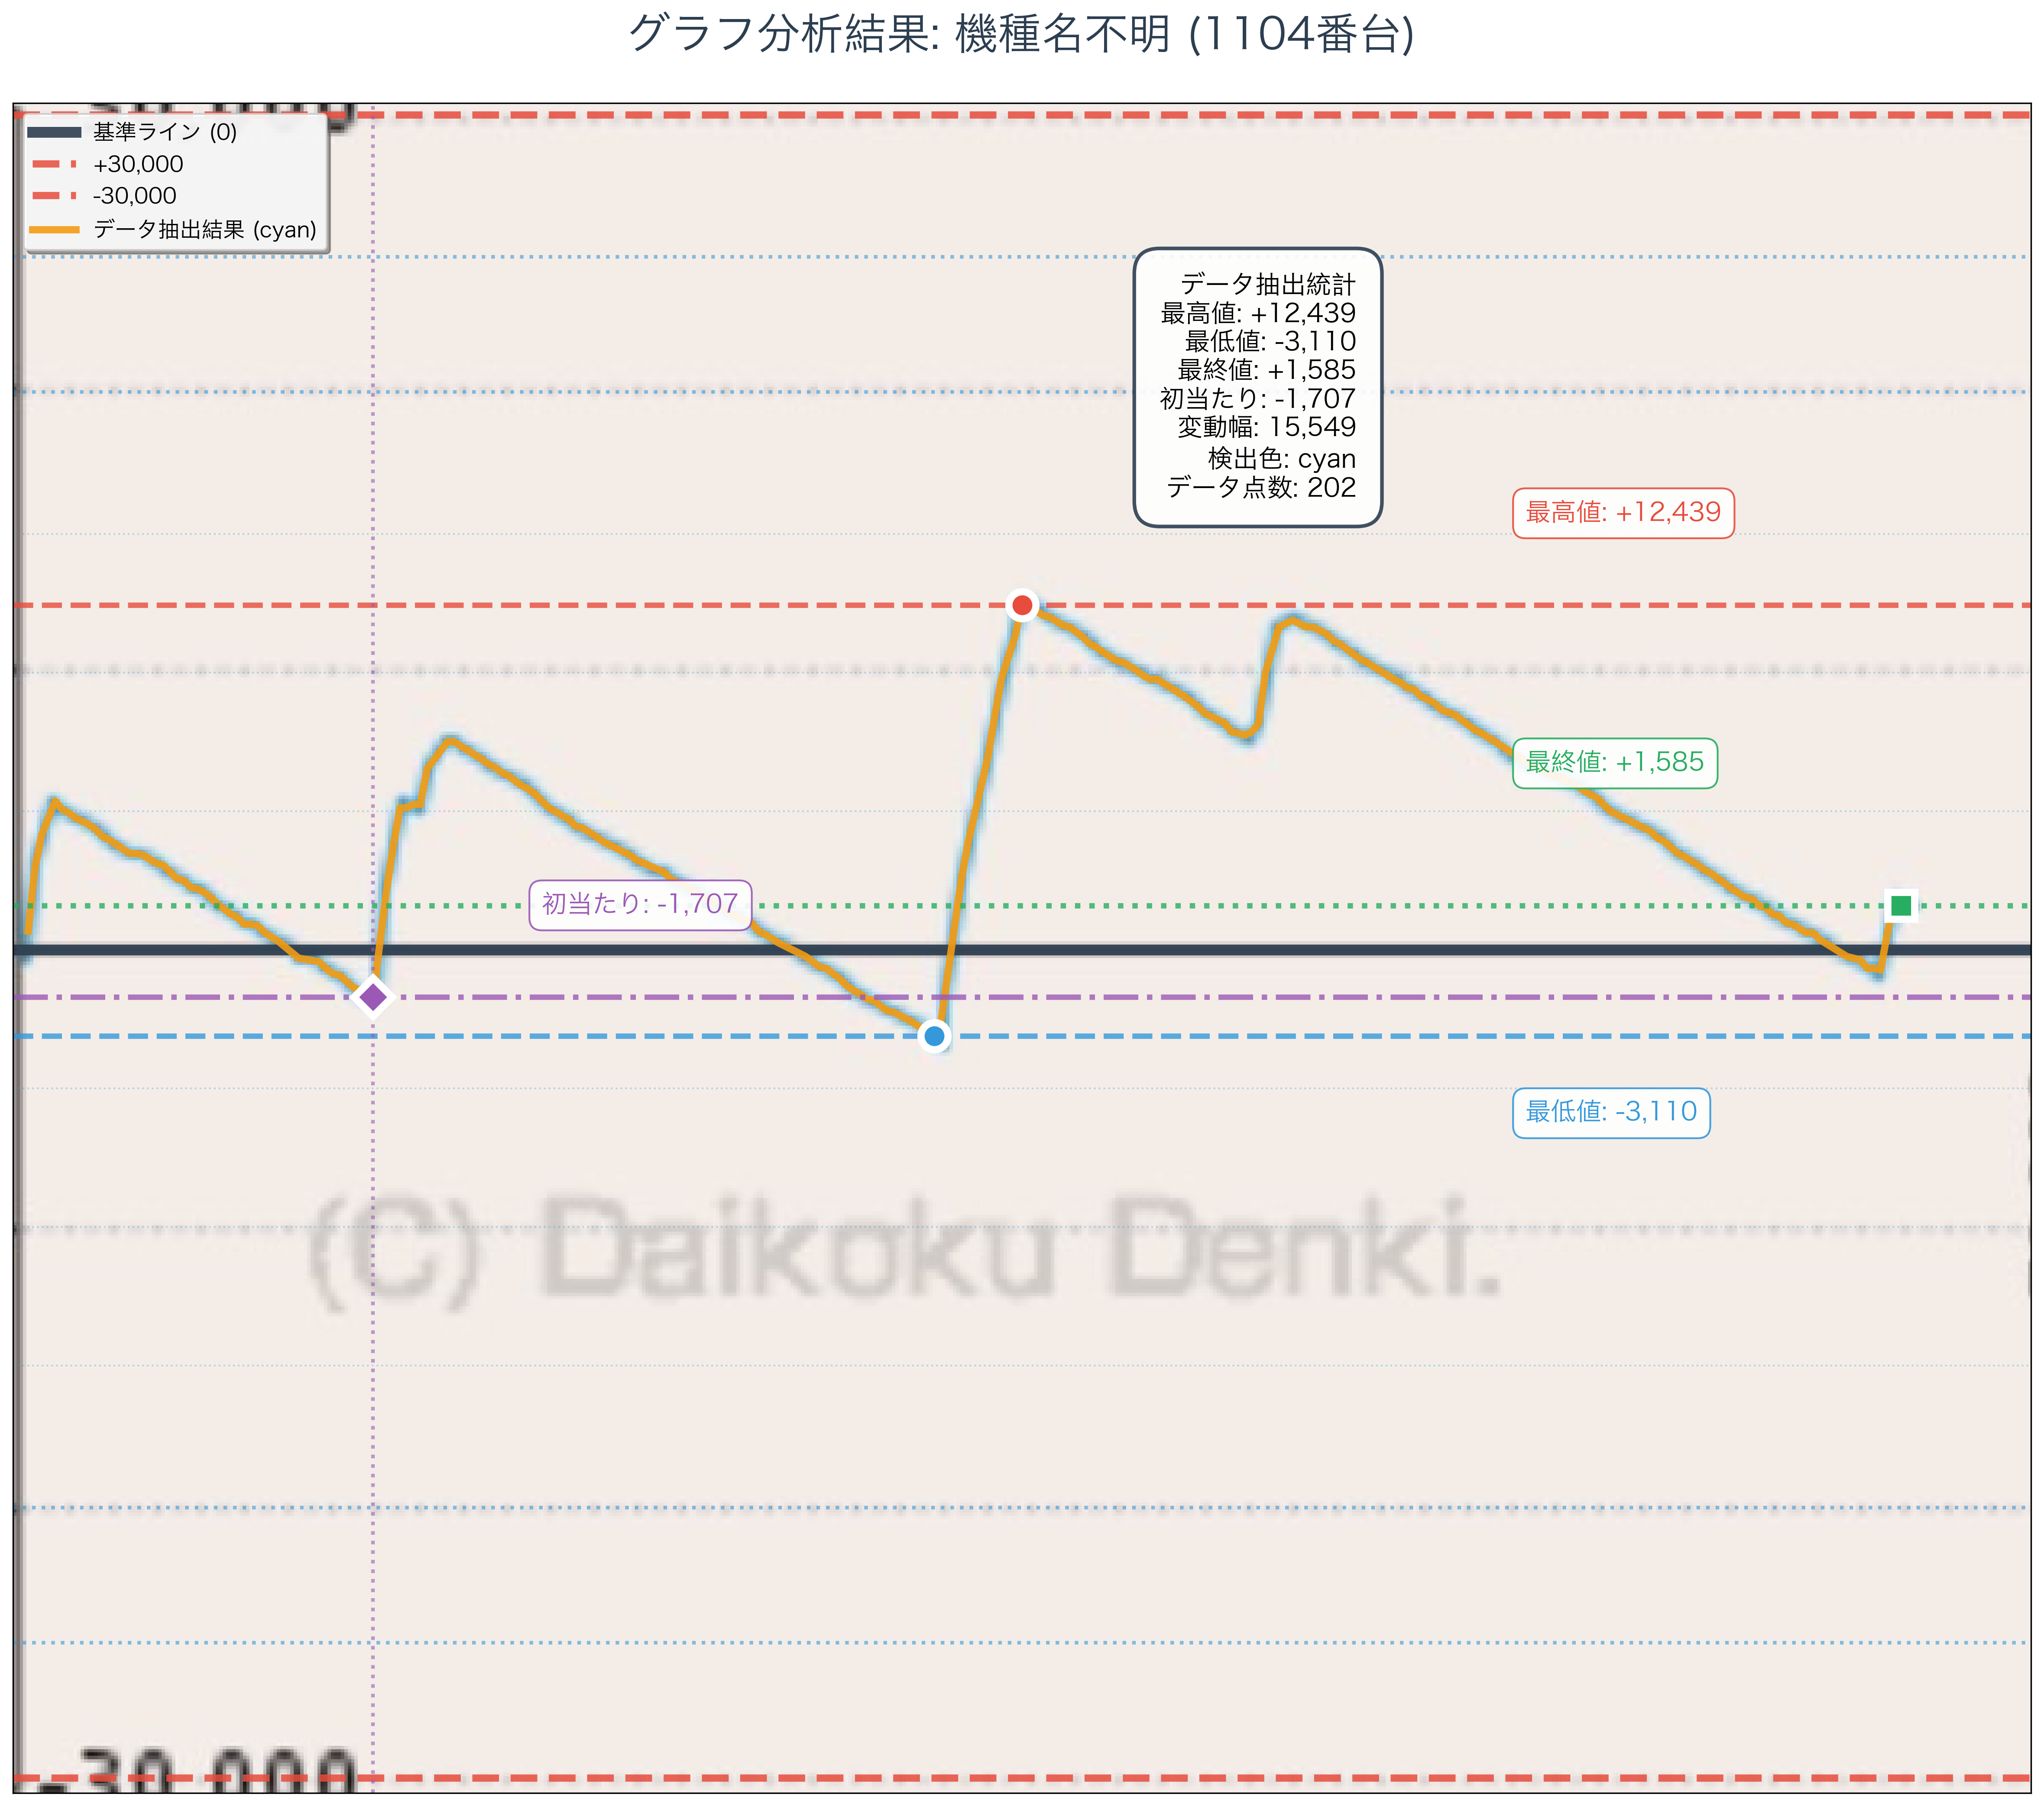 グラフ分析結果: 機種名不明 (1104番台)
基準ライン (0)
+30,000
-30,000
データ抽出結果 (cyan)
データ抽出統計
最高値: +12,439
最低値: -3,110
最終値: +1,585
初当たり: -1,707
変動幅: 15,549
検出色: cyan
データ点数: 202
最高値: +12,439
最終値: +1,585
初当たり: -1,707
最低値: -3,110
(C) Daikoku Denki.
-30,000